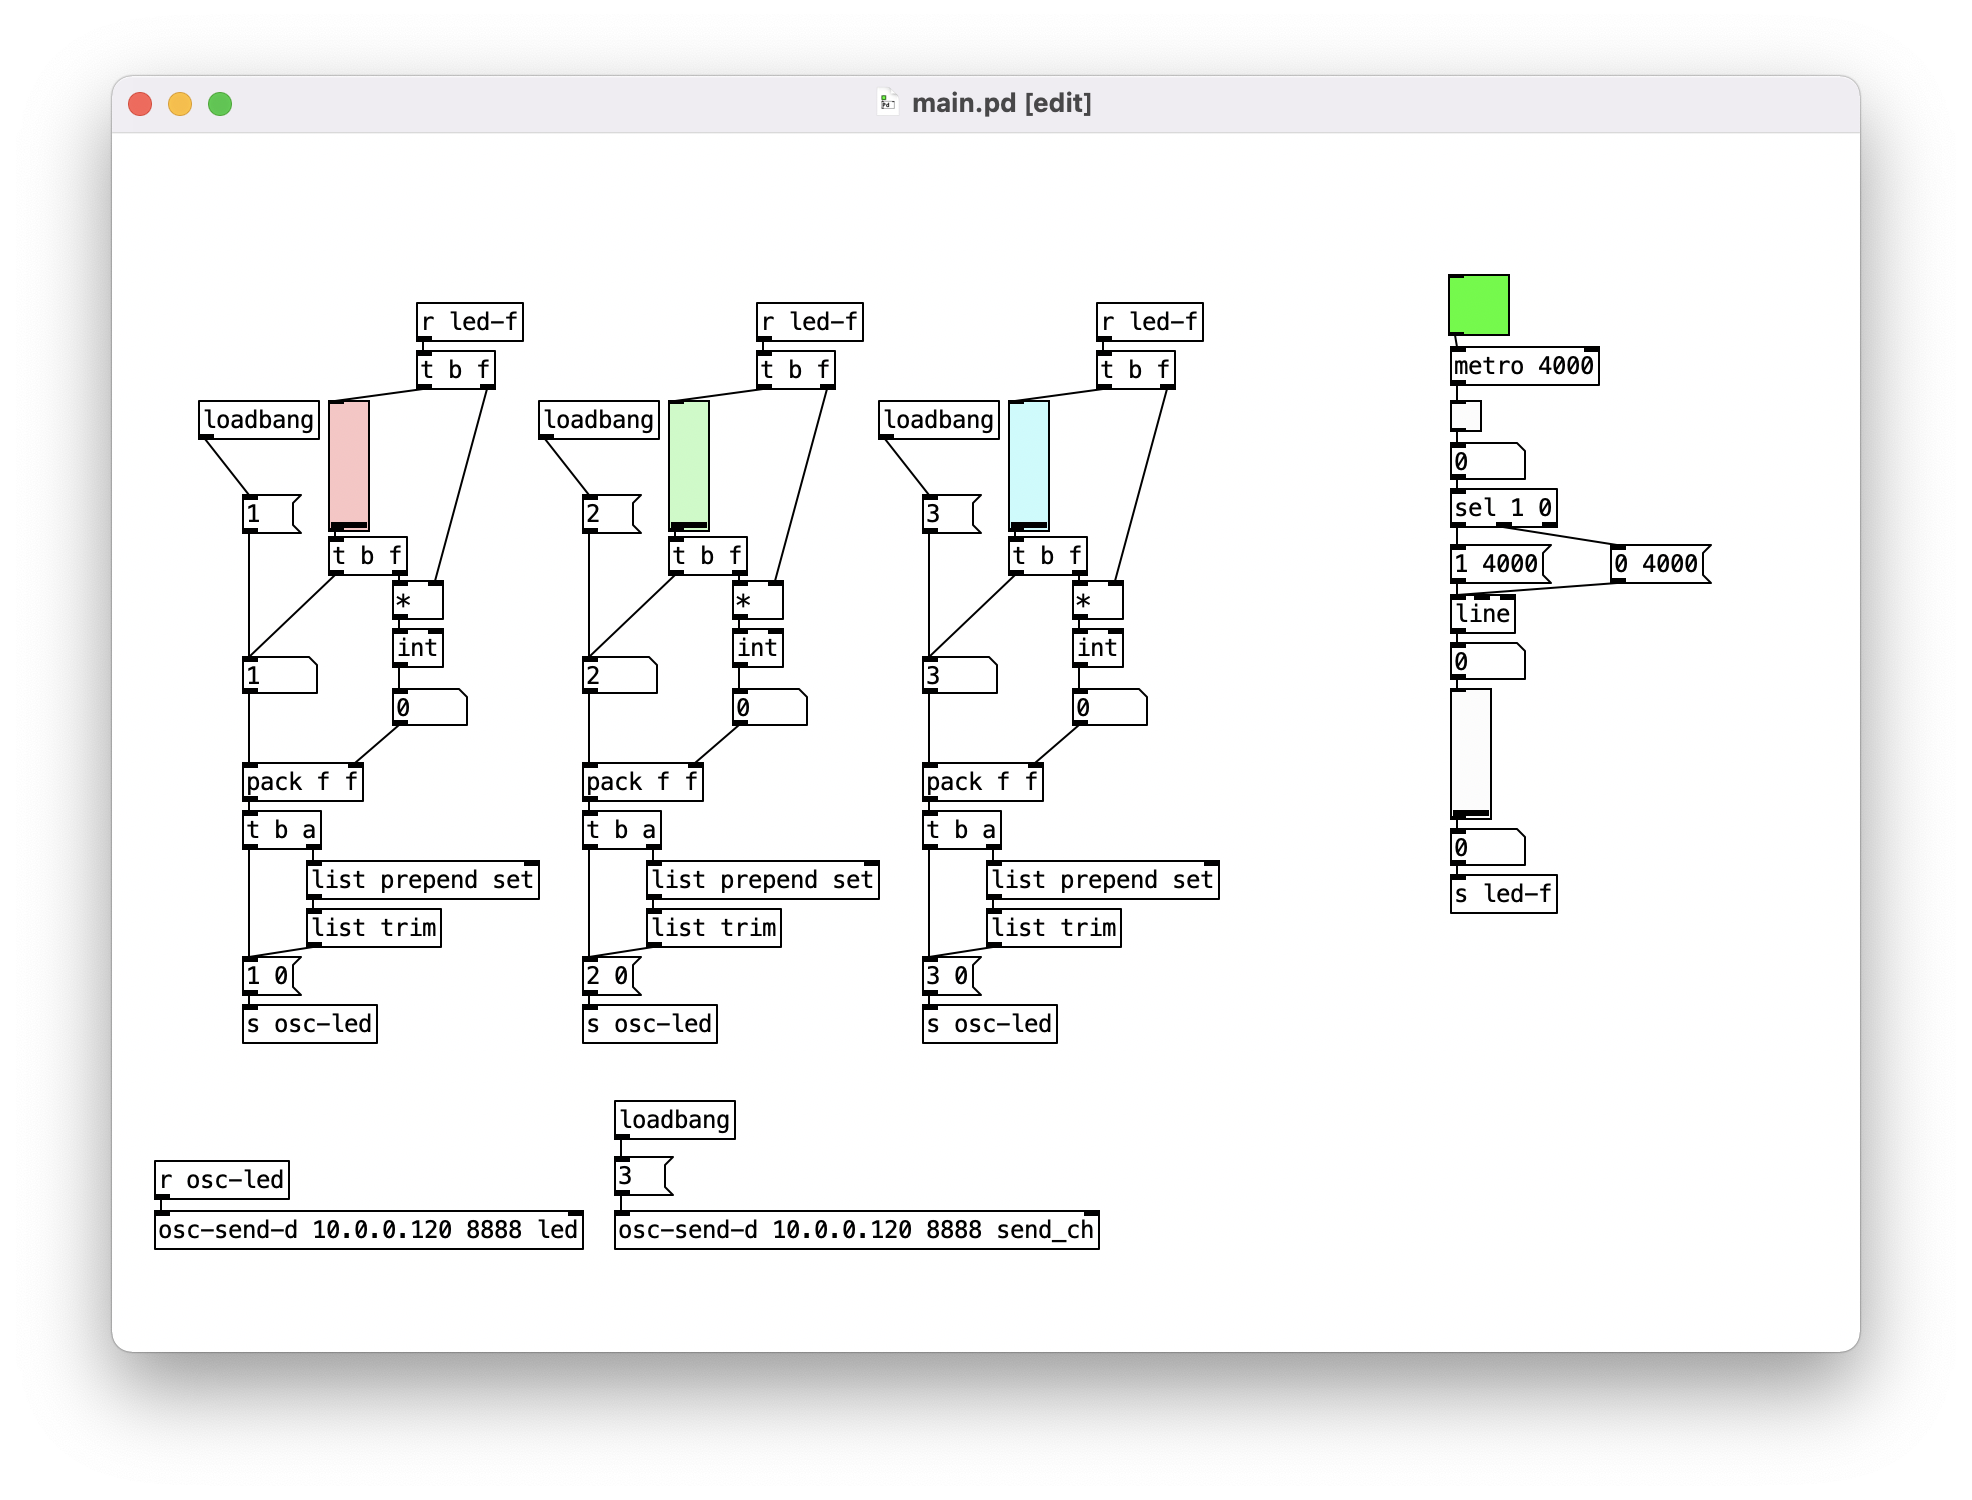 main.pd [edit]
r led-f
t b f
loadbang
1
t b f
*
int
1
0
pack f f
t b a
list prepend set
list trim
1 0
s osc-led
r led-f
t b f
loadbang
2
t b f
*
int
2
0
pack f f
t b a
list prepend set
list trim
2 0
s osc-led
r led-f
t b f
loadbang
3
t b f
*
int
3
0
pack f f
t b a
list prepend set
list trim
3 0
s osc-led
metro 4000
0
sel 1 0
1 4000
0 4000
line
0
0
s led-f
r osc-led
osc-send-d 10.0.0.120 8888 led
loadbang
3
osc-send-d 10.0.0.120 8888 send_ch